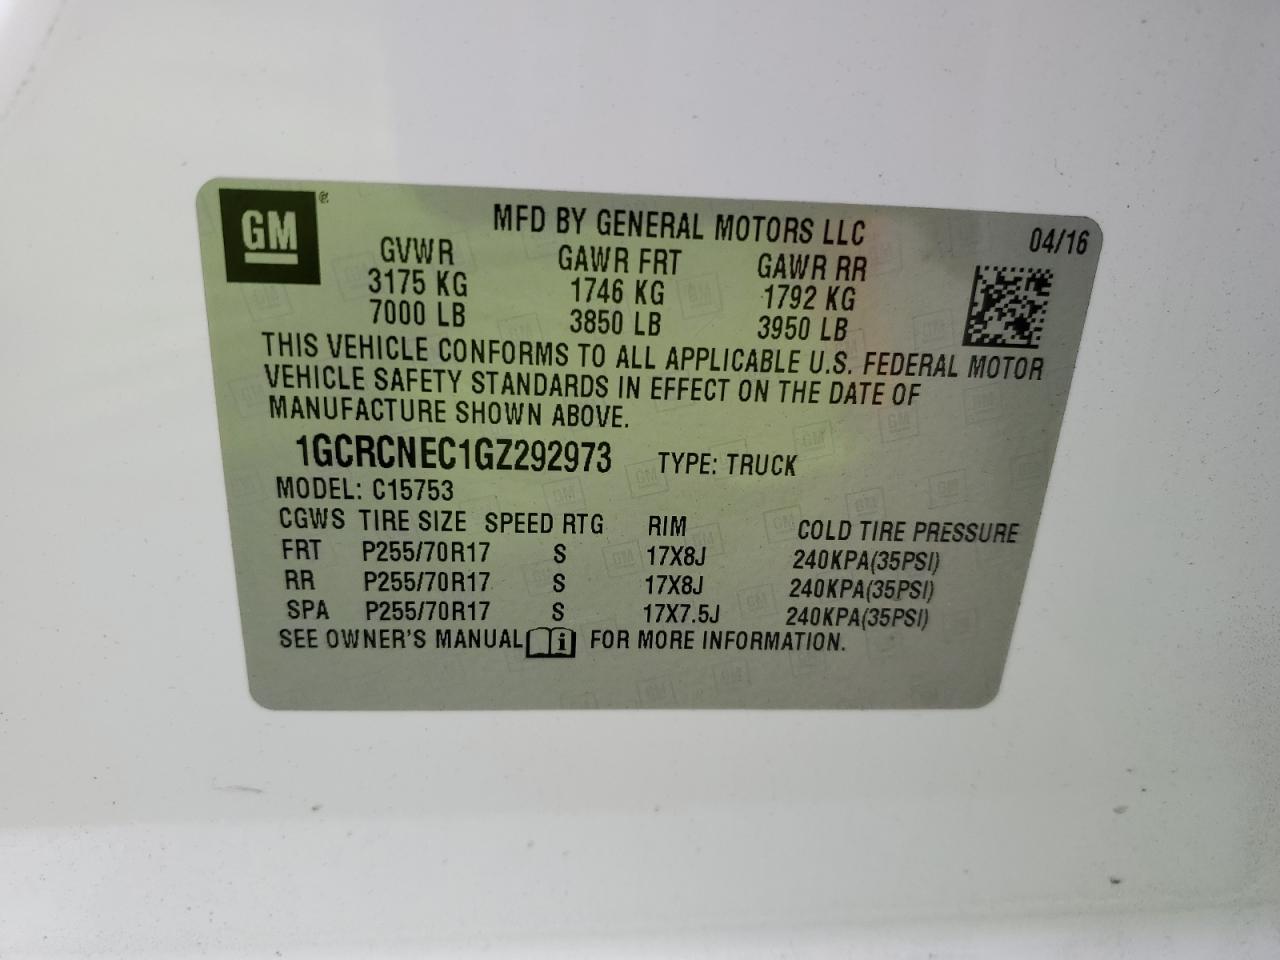 GM®
MFD BY GENERAL MOTORS LLC 04/16
GVWR GAWR FRT GAWR RR
3175 KG 1746 KG 1792 KG
7000 LB 3850 LB 3950 LB
THIS VEHICLE CONFORMS TO ALL APPLICABLE U.S. FEDERAL MOTOR
VEHICLE SAFETY STANDARDS IN EFFECT ON THE DATE OF
MANUFACTURE SHOWN ABOVE.
1GCRCNEC1GZ292973 TYPE: TRUCK
MODEL: C15753
CGWS TIRE SIZE SPEED RTG RIM COLD TIRE PRESSURE
FRT P255/70R17 S 17X8J 240KPA(35PSI)
RR P255/70R17 S 17X8J 240KPA(35PSI)
SPA P255/70R17 S 17X7.5J 240KPA(35PSI)
SEE OWNER'S MANUAL i FOR MORE INFORMATION.